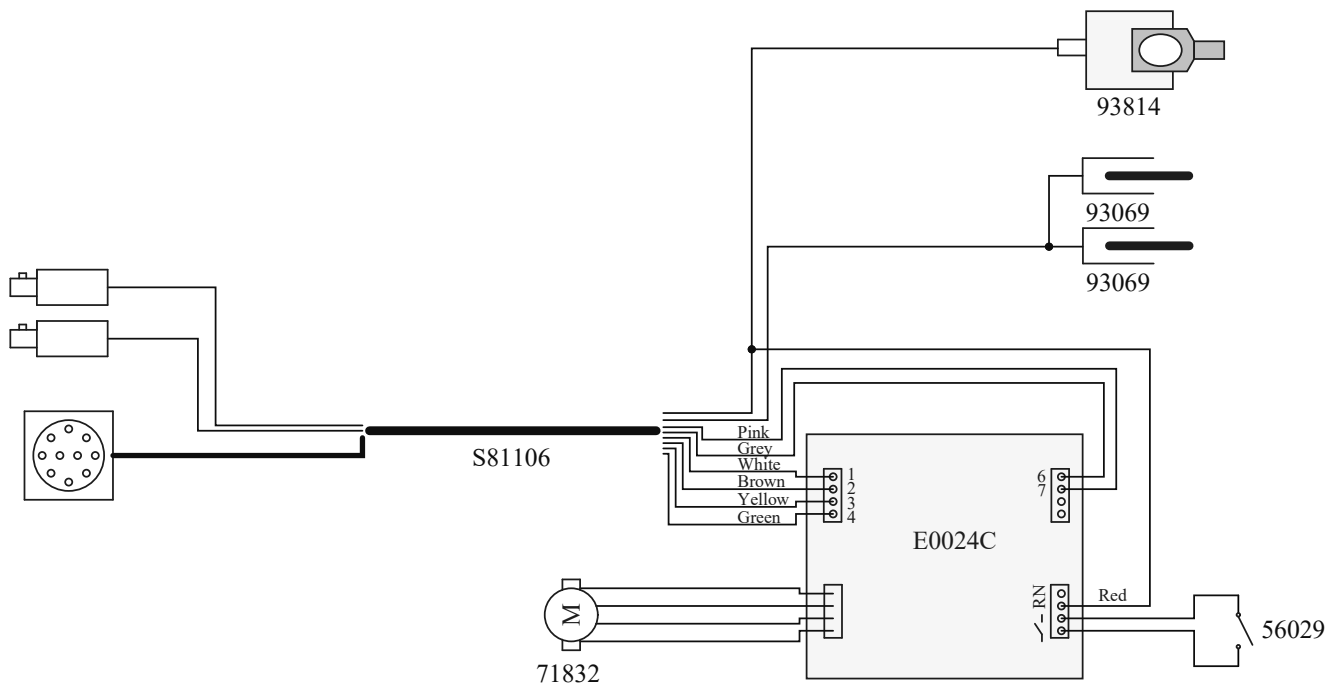 93814
93069
93069
S81106
Pink
Grey
White
Brown
Yellow
Green
1
2
3
4
6
7
E0024C
RN
Red
M
71832
56029